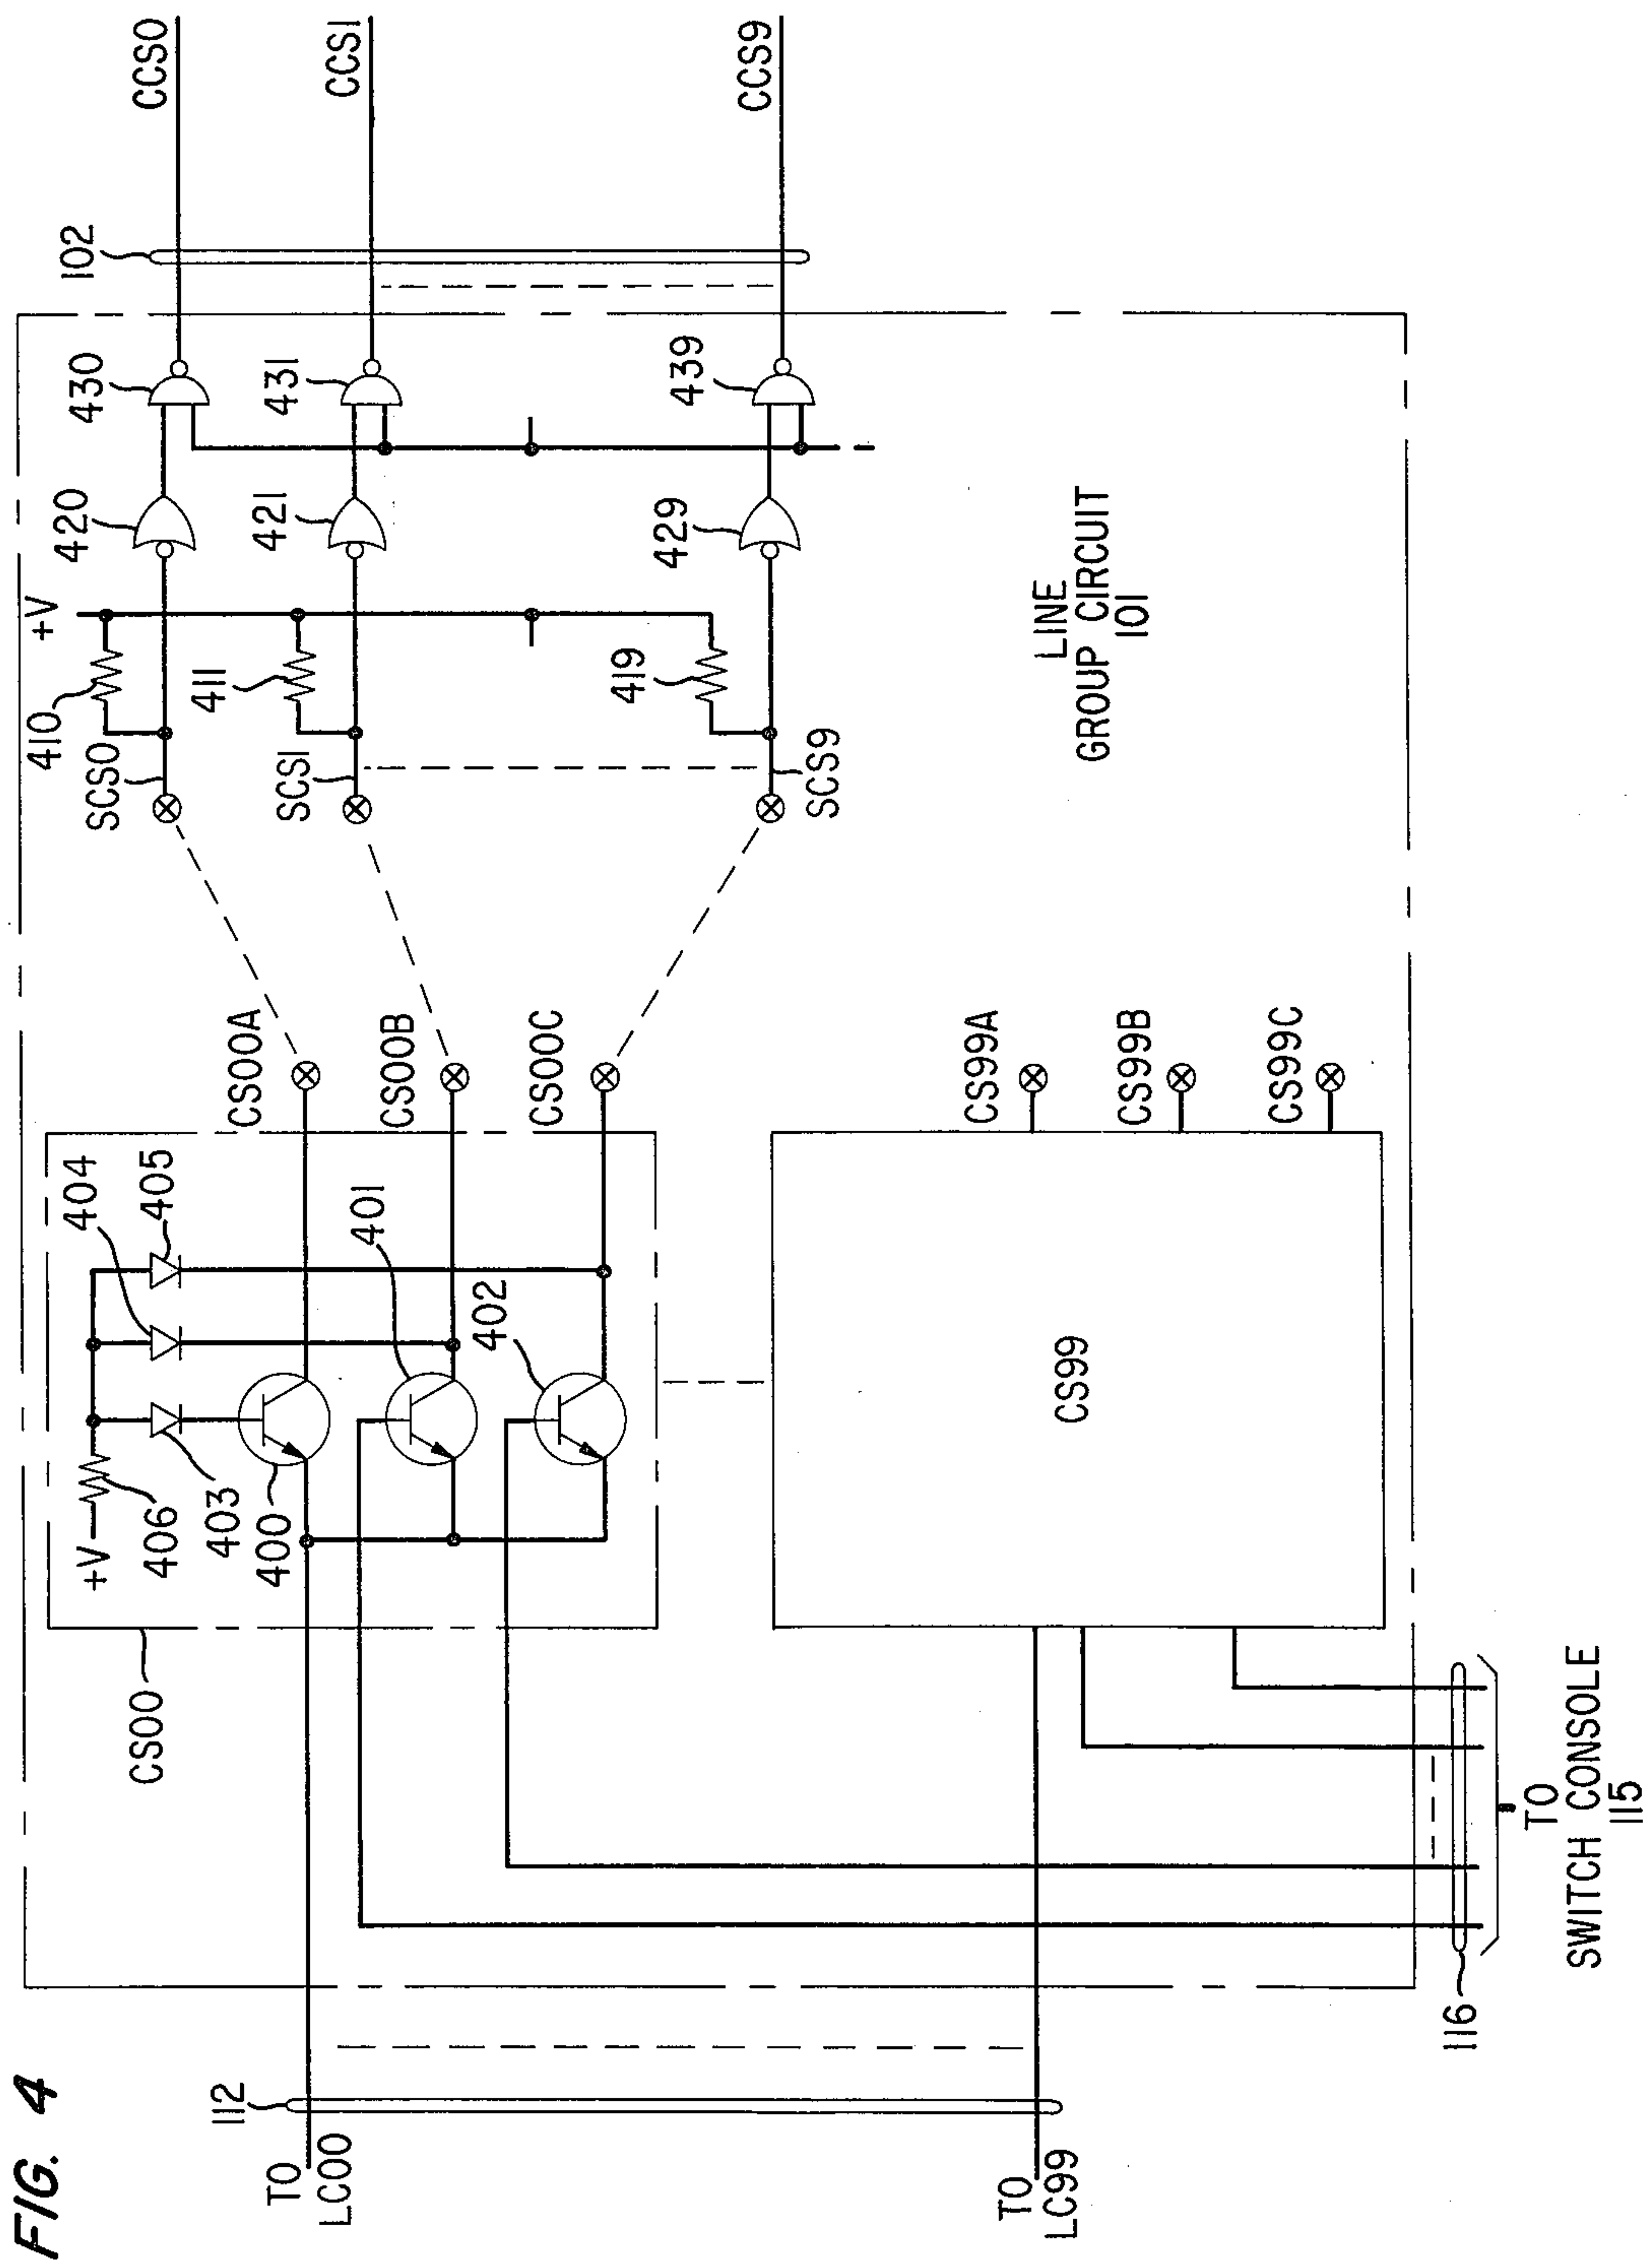 FIG. 4
CCS0
CCS1
CCS9
102
430
431
439
420
421
429
+V
410
411
419
SCS0
SCS1
SCS9
LINE
GROUP CIRCUIT
101
CS00A
CS00B
CS00C
CS99A
CS99B
CS99C
404
405
401
402
+V
406
403
400
CS00
CS99
112
TO
LC00
TO
LC99
116
TO
SWITCH CONSOLE
115